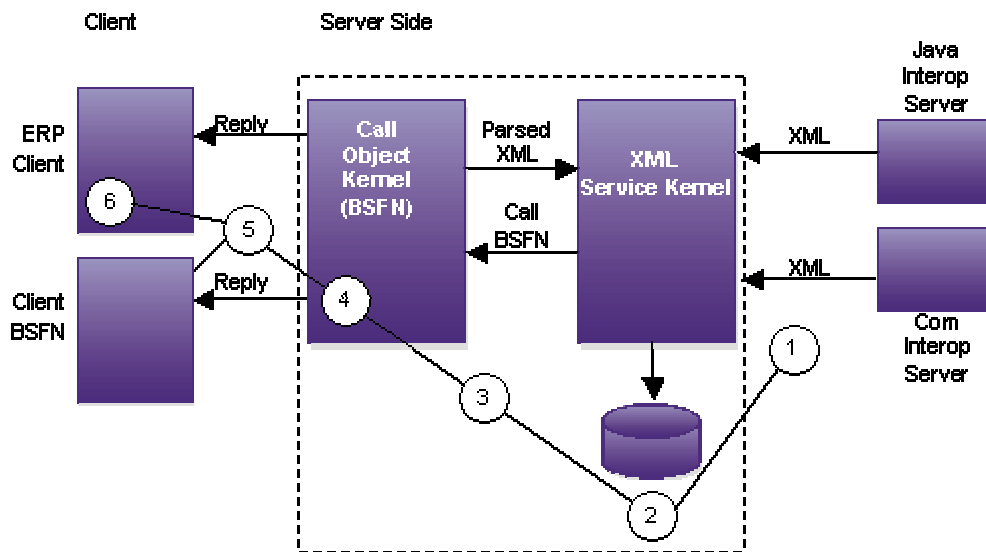 Client
Server Side
Java
Interop
Server
ERP
Client
Reply
Call
Object
Kernel
(BSFN)
Parsed
XML
XML
Service Kernel
XML
Call
BSFN
6
5
Client
BSFN
Reply
4
XML
Com
Interop
Server
1
3
2